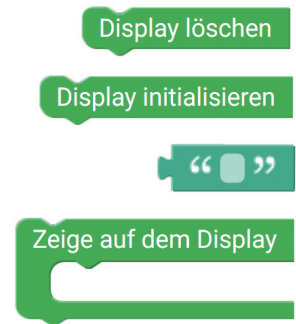 Display löschen
Display initialisieren
“ ”
Zeige auf dem Display